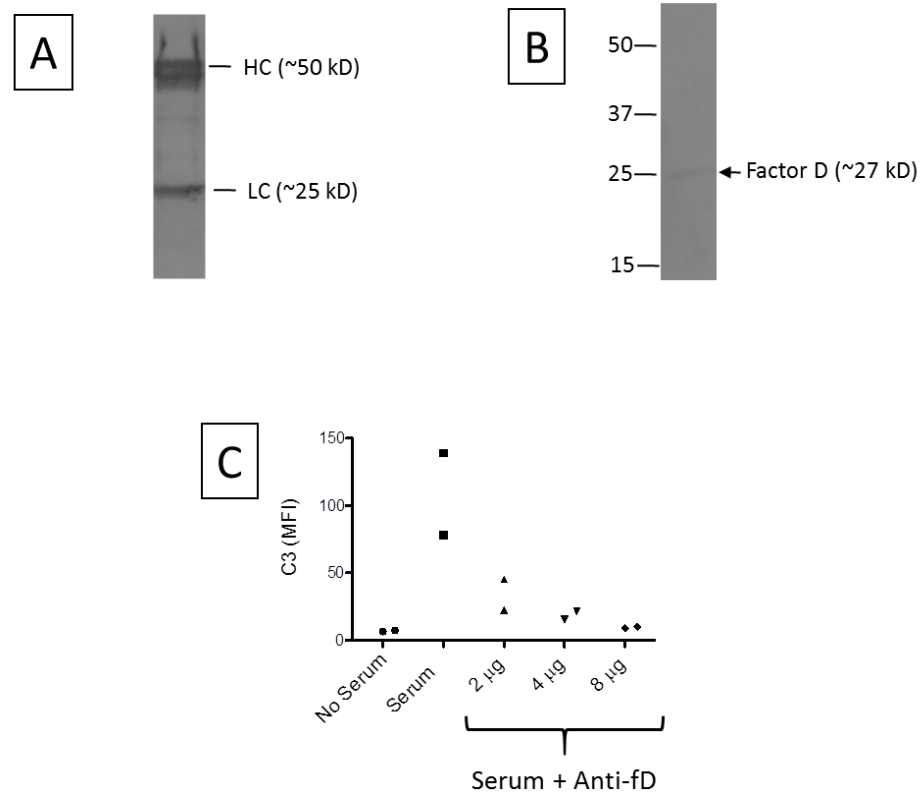 A
HC (~50 kD)
LC (~25 kD)
B
50
37
25
Factor D (~27 kD)
15
C
C3 (MFI)
150
100
50
0
No Serum
Serum
2 µg
4 µg
8 µg
Serum + Anti-fD